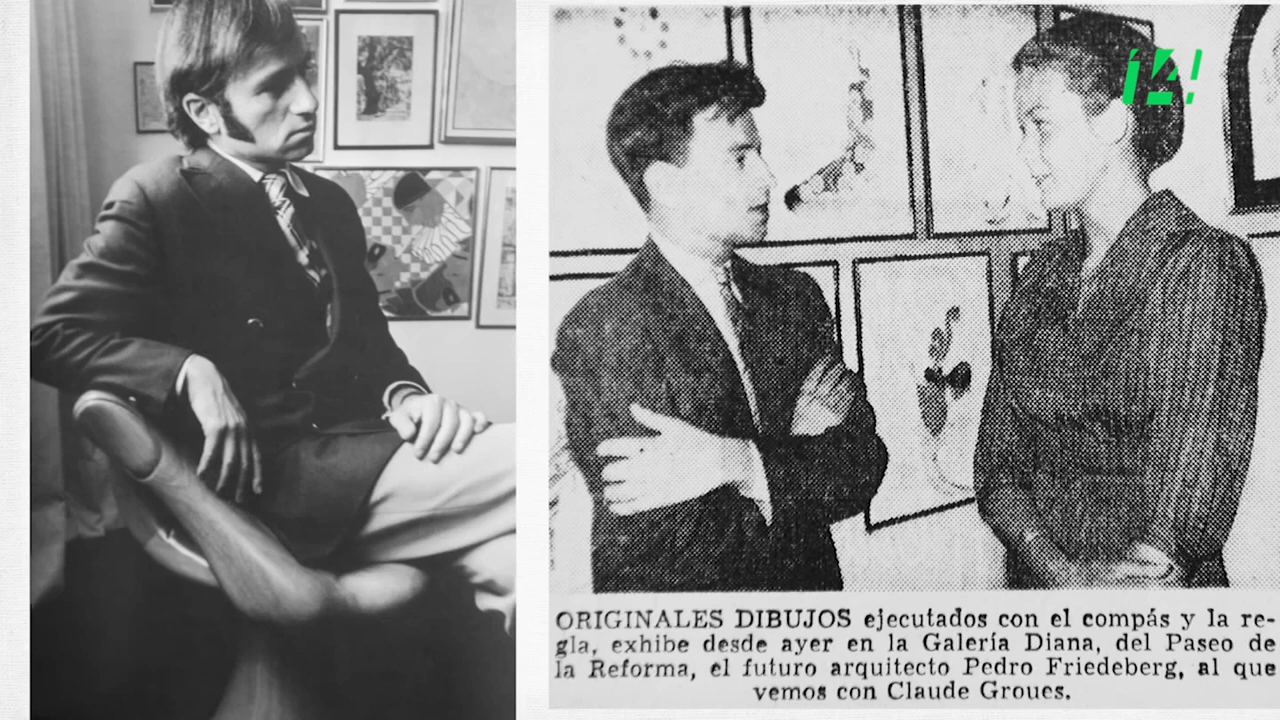 ¡4!
ORIGINALES DIBUJOS ejecutados con el compás y la re-
gla, exhibe desde ayer en la Galería Diana, del Paseo de
la Reforma, el futuro arquitecto Pedro Friedeberg, al que
vemos con Claude Groues.